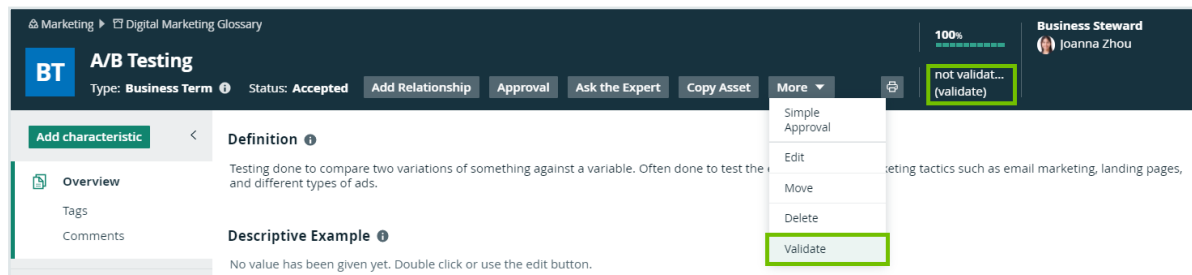 Marketing ▶ Digital Marketing Glossary
BT
A/B Testing
Type: Business Term Status: Accepted
Add Relationship
Approval
Ask the Expert
Copy Asset
More
100%
not validat...
(validate)
Business Steward
Joanna Zhou
Simple
Approval
Edit
Move
Delete
Validate
Add characteristic
Overview
Tags
Comments
Definition
Testing done to compare two variations of something against a variable. Often done to test the keting tactics such as email marketing, landing pages,
and different types of ads.
Descriptive Example
No value has been given yet. Double click or use the edit button.